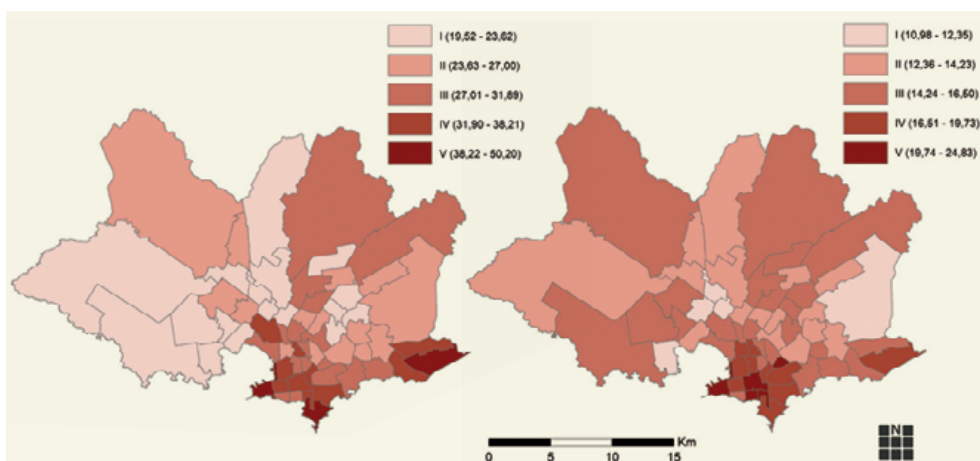 I (19,52 - 23,62)
II (23,63 - 27,00)
III (27,01 - 31,89)
IV (31,90 - 38,21)
V (38,22 - 50,20)
I (10,98 - 12,35)
II (12,36 - 14,23)
III (14,24 - 16,50)
IV (16,51 - 19,73)
V (19,74 - 24,83)
Km
0 5 10 15
N